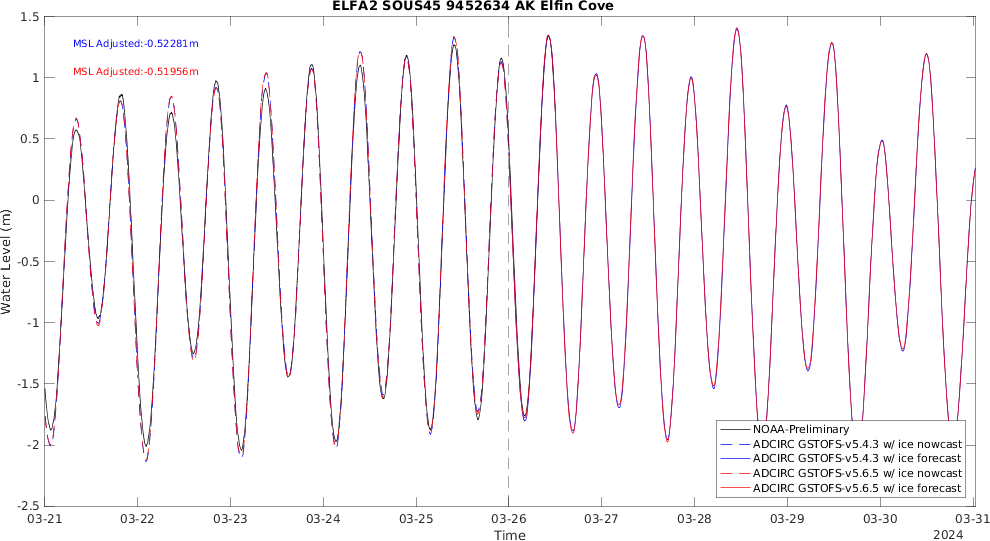 ELFA2 SOUS45 9452634 AK Elfin Cove
MSL Adjusted:-0.52281m
MSL Adjusted:-0.51956m
1.5
1
0.5
0
-0.5
-1
-1.5
-2
-2.5
Water Level (m)
NOAA-Preliminary
ADCIRC GSTOFS-v5.4.3 w/ ice nowcast
ADCIRC GSTOFS-v5.4.3 w/ ice forecast
ADCIRC GSTOFS-v5.6.5 w/ ice nowcast
ADCIRC GSTOFS-v5.6.5 w/ ice forecast
03-21 03-22 03-23 03-24 03-25 03-26 03-27 03-28 03-29 03-30 03-31
Time
2024